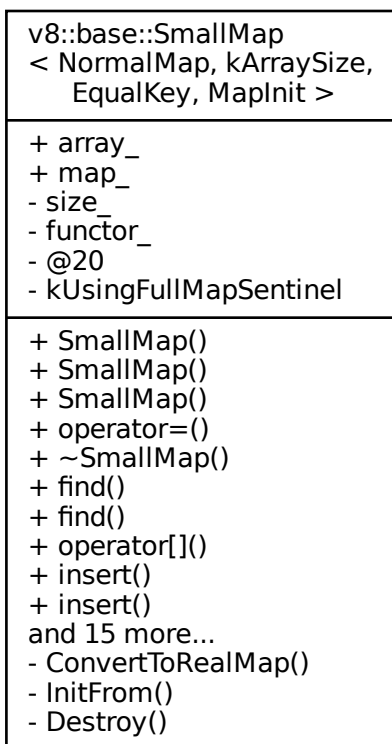 v8::base::SmallMap
< NormalMap, kArraySize,
EqualKey, MapInit >
+ array_
+ map_
- size_
- functor_
- @20
- kUsingFullMapSentinel
+ SmallMap()
+ SmallMap()
+ SmallMap()
+ operator=()
+ ~SmallMap()
+ find()
+ find()
+ operator[]()
+ insert()
+ insert()
and 15 more...
- ConvertToRealMap()
- InitFrom()
- Destroy()